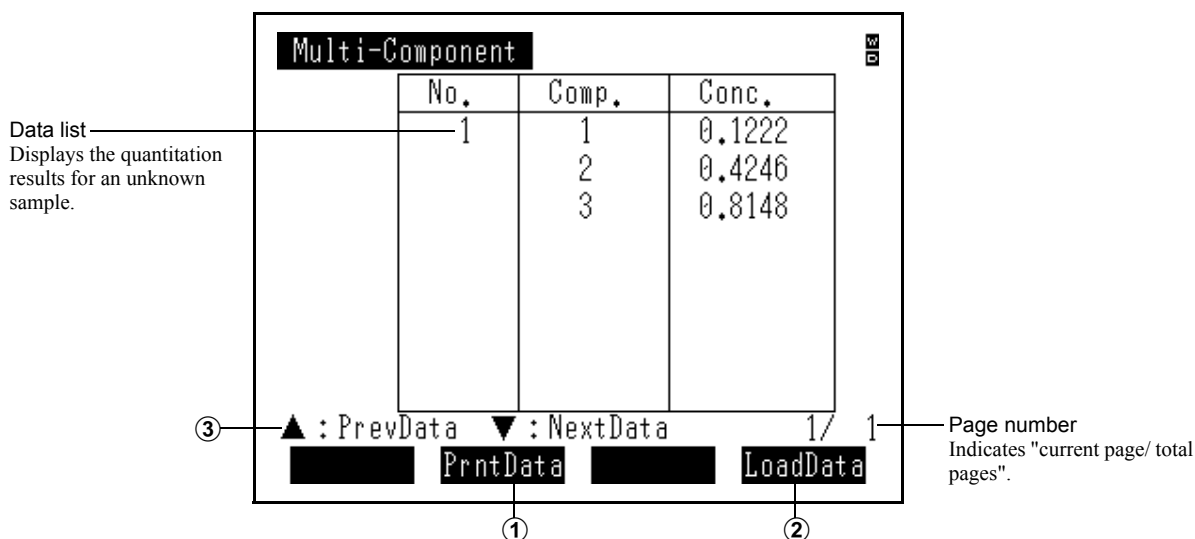 Multi-Component
W
D
No. Comp. Conc.
1 1 0.1222
2 0.4246
3 0.8148
Data list
Displays the quantitation
results for an unknown
sample.
③ ▲:PrevData ▼:NextData 1/ 1
Page number
Indicates "current page/ total
pages".
PrntData LoadData
① ②